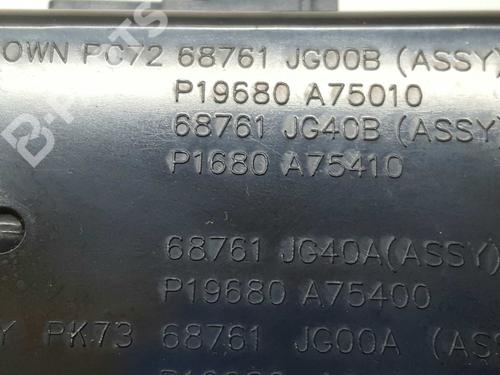 OWN PC72 68761 JG00B (ASSY)
P19680 A75010
68761 JG40B (ASSY)
P1680 A75410
68761 JG40A(ASSY)
P19680 A75400
Y PK73 68761 JG00A (ASS